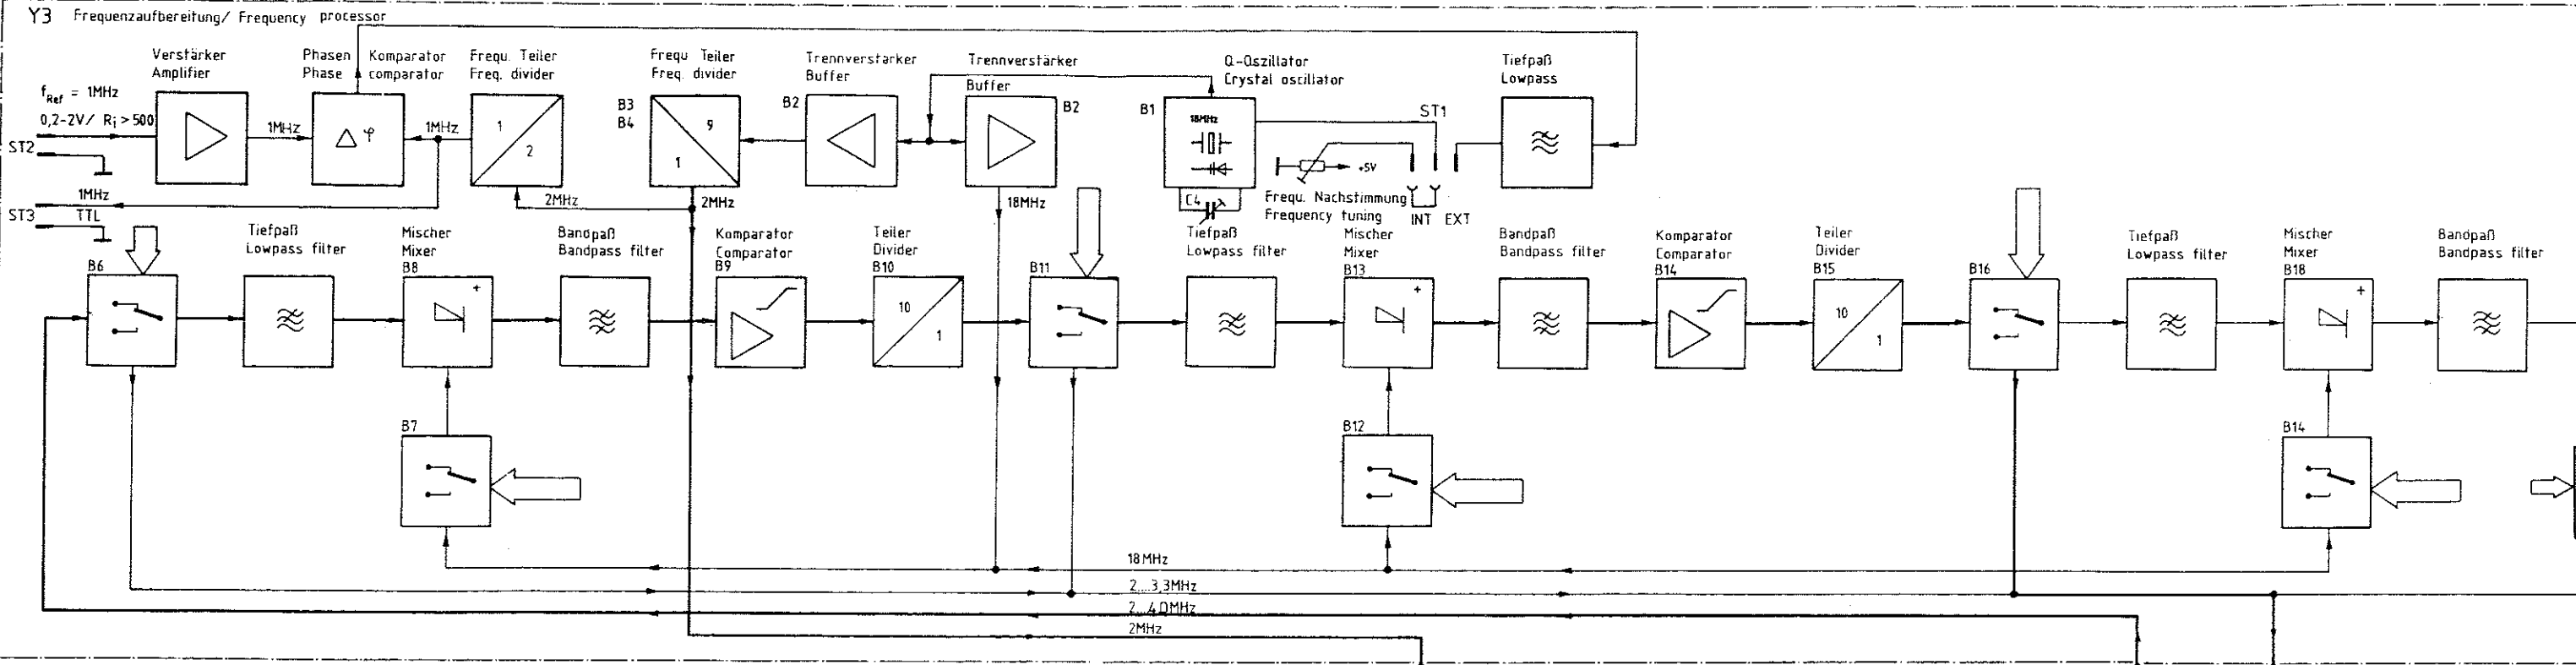 Y3 Frequenzaufbereitung/ Frequency processor
Verstärker
Amplifier
Phasen Komparator
Phase comparator
Frequ. Teiler
Freq. divider
Frequ Teiler
Freq. divider
Trennverstärker
Buffer
Trennverstärker
Buffer
Q-Oszillator
Crystal oscillator
Tiefpaß
Lowpass
fRef = 1MHz
0,2-2V/ Ri>500
ST2
1MHz
Δφ
1MHz
1
2
B3
B4
9
1
B2
B2
B1
18MHz
ST1
+5V
C4
Frequ. Nachstimmung
Frequency tuning
INT EXT
1MHz
ST3
TTL
2MHz
2MHz
18MHz
B6
Tiefpaß
Lowpass filter
Mischer
Mixer
B8
+
Bandpaß
Bandpass filter
Komparator
Comparator
B9
Teiler
Divider
B10
10
1
B11
Tiefpaß
Lowpass filter
Mischer
Mixer
B13
+
Bandpaß
Bandpass filter
Komparator
Comparator
B14
Teiler
Divider
B15
10
1
B16
Tiefpaß
Lowpass filter
Mischer
Mixer
B18
+
Bandpaß
Bandpass filter
B7
B12
B14
18MHz
2...3,3MHz
2...4,0MHz
2MHz